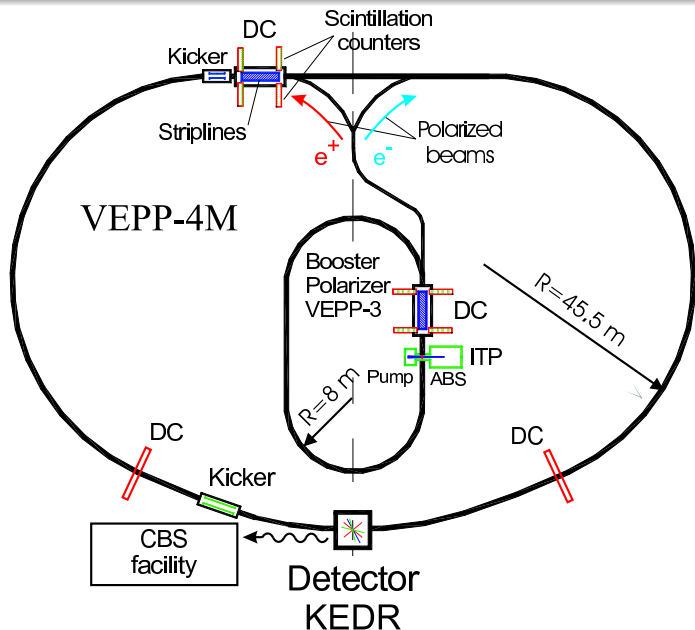 DC
Scintillation
counters
Kicker
Striplines
e+
e-
Polarized
beams
VEPP-4M
Booster
Polarizer
VEPP-3
DC
R=45,5 m
ITP
Pump
ABS
R=8 m
DC
DC
Kicker
CBS
facility
Detector
KEDR